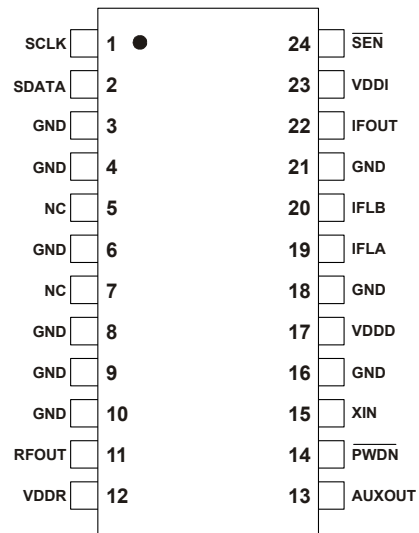 SCLK 1 24 S̅E̅N̅
SDATA 2 23 VDDI
GND 3 22 IFOUT
GND 4 21 GND
NC 5 20 IFLB
GND 6 19 IFLA
NC 7 18 GND
GND 8 17 VDDD
GND 9 16 GND
GND 10 15 XIN
RFOUT 11 14 P̅W̅D̅N̅
VDDR 12 13 AUXOUT